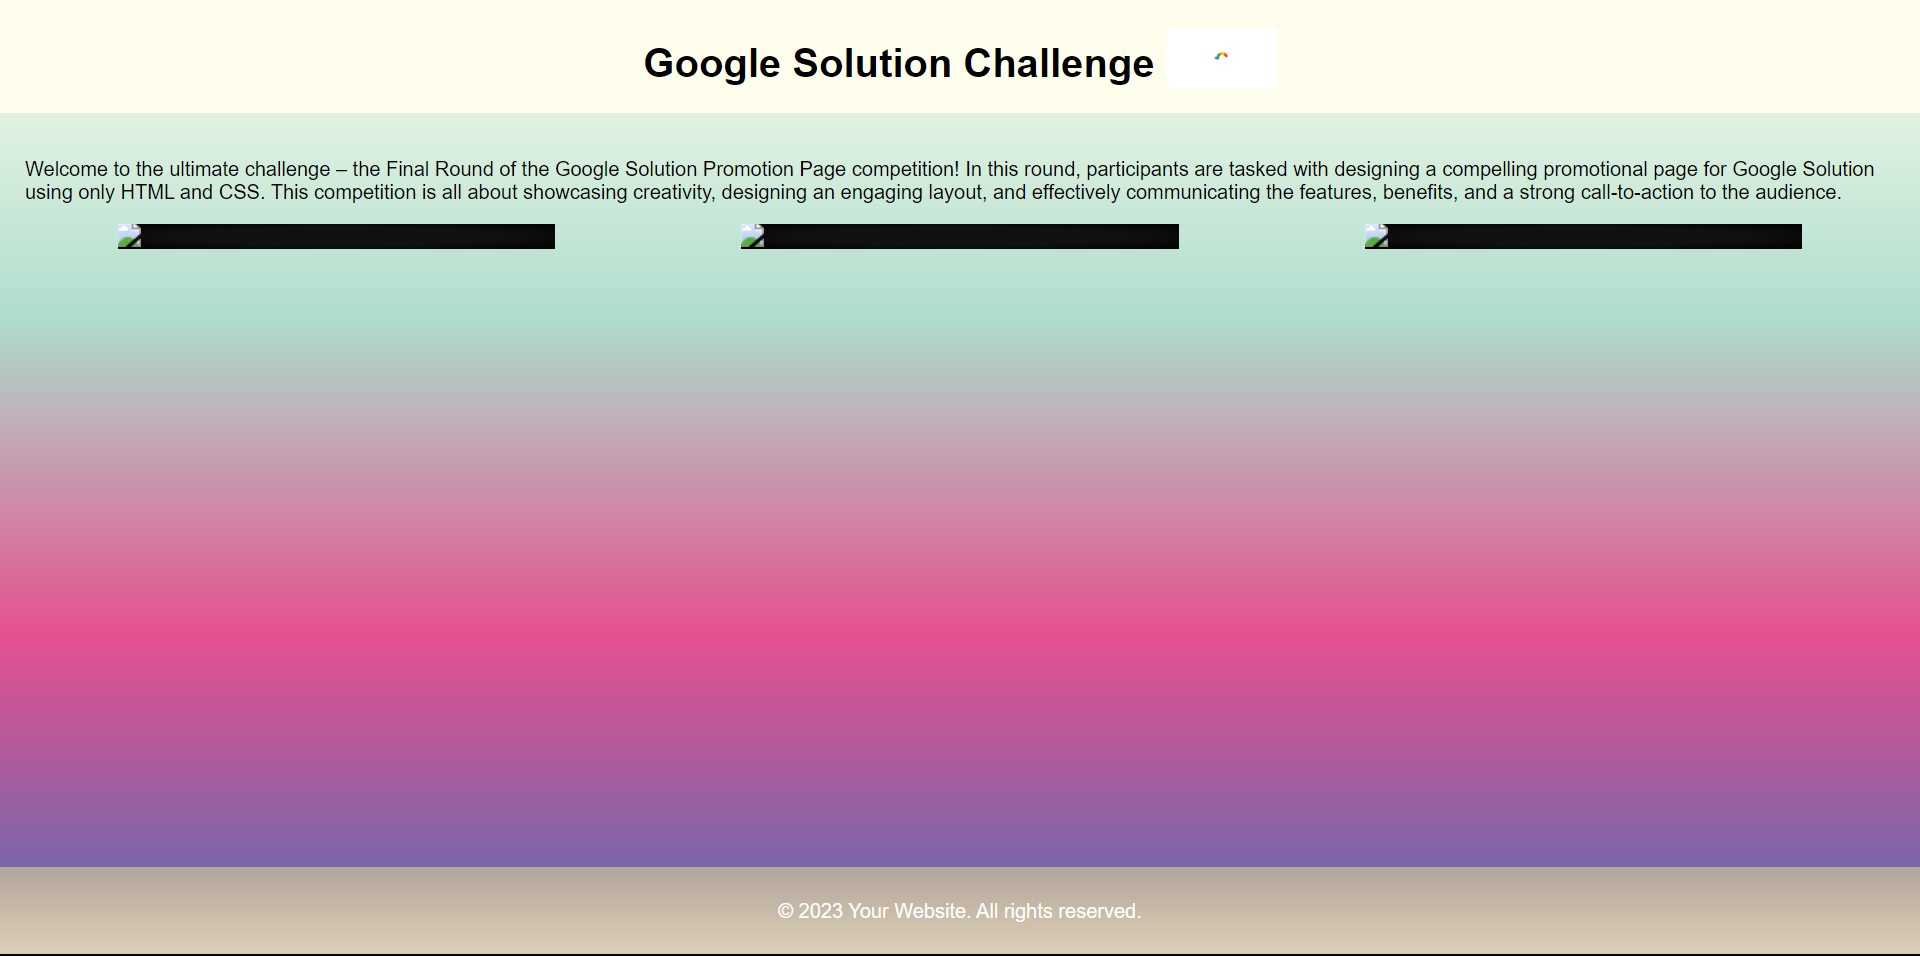 Google Solution Challenge
Welcome to the ultimate challenge – the Final Round of the Google Solution Promotion Page competition! In this round, participants are tasked with designing a compelling promotional page for Google Solution
using only HTML and CSS. This competition is all about showcasing creativity, designing an engaging layout, and effectively communicating the features, benefits, and a strong call-to-action to the audience.
© 2023 Your Website. All rights reserved.